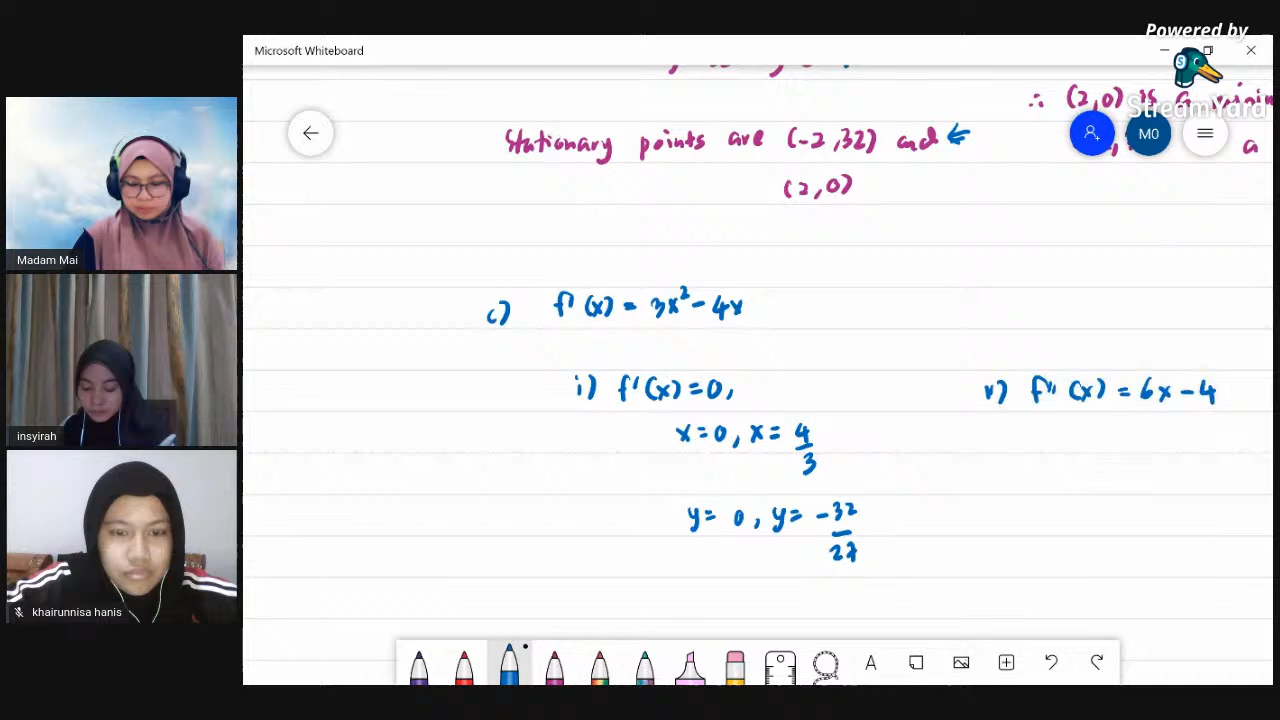 Powered by
Microsoft Whiteboard
StreamYard
∴ (2,0) is a
M0
Stationary points are (-2,32) and ←
a
(2,0)
Madam Mai
c) f'(x) = 3x² - 4x
i) f'(x)=0,
v) f''(x) = 6x - 4
x=0, x= 4/3
insyirah
y= 0, y= -32/27
khairunnisa hanis
A